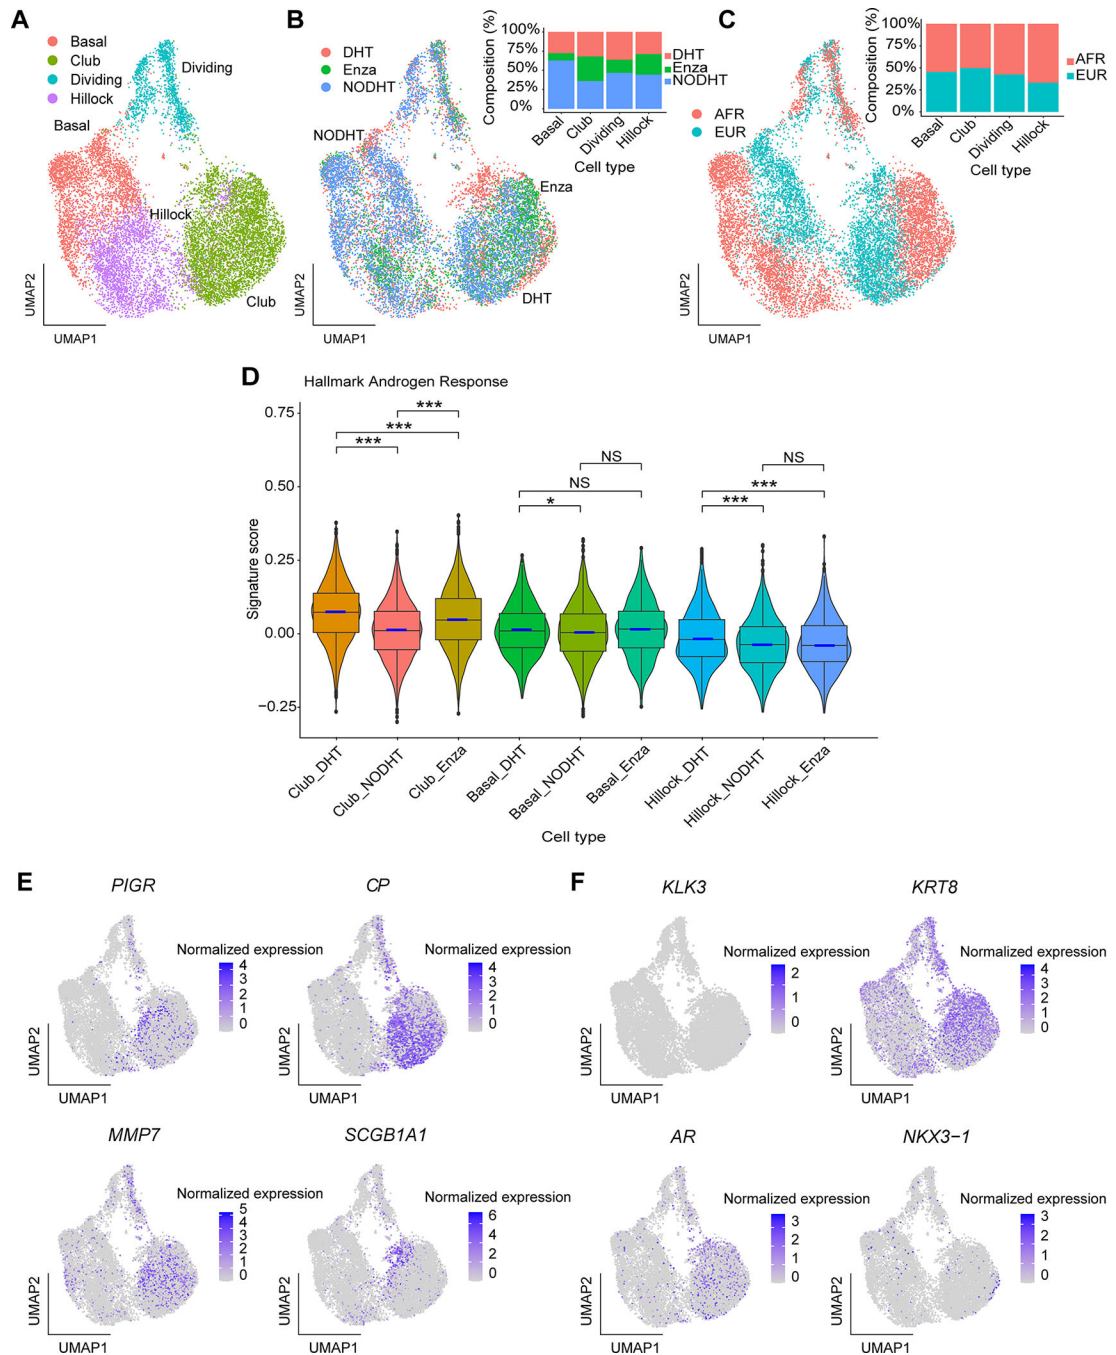 A
Basal
Club
Dividing
Hillock
Dividing
Basal
Hillock
Club
UMAP2
UMAP1
B
DHT
Enza
NODHT
NODHT
Enza
DHT
UMAP2
UMAP1
Composition (%)
100%
75%
50%
25%
0%
Basal
Club
Dividing
Hillock
Cell type
DHT
Enza
NODHT
C
AFR
EUR
UMAP2
UMAP1
Composition (%)
100%
75%
50%
25%
0%
Basal
Club
Dividing
Hillock
Cell type
AFR
EUR
D
Hallmark Androgen Response
Signature score
0.75
0.50
0.25
0.00
−0.25
***
***
***
NS
NS
*
NS
***
***
Club_DHT
Club_NODHT
Club_Enza
Basal_DHT
Basal_NODHT
Basal_Enza
Hillock_DHT
Hillock_NODHT
Hillock_Enza
Cell type
E
PIGR
Normalized expression
4
3
2
1
0
UMAP2
UMAP1
CP
Normalized expression
4
3
2
1
0
UMAP2
UMAP1
MMP7
Normalized expression
5
4
3
2
1
0
UMAP2
UMAP1
SCGB1A1
Normalized expression
6
4
2
0
UMAP2
UMAP1
F
KLK3
Normalized expression
2
1
0
UMAP2
UMAP1
KRT8
Normalized expression
4
3
2
1
0
UMAP2
UMAP1
AR
Normalized expression
3
2
1
0
UMAP2
UMAP1
NKX3−1
Normalized expression
3
2
1
0
UMAP2
UMAP1